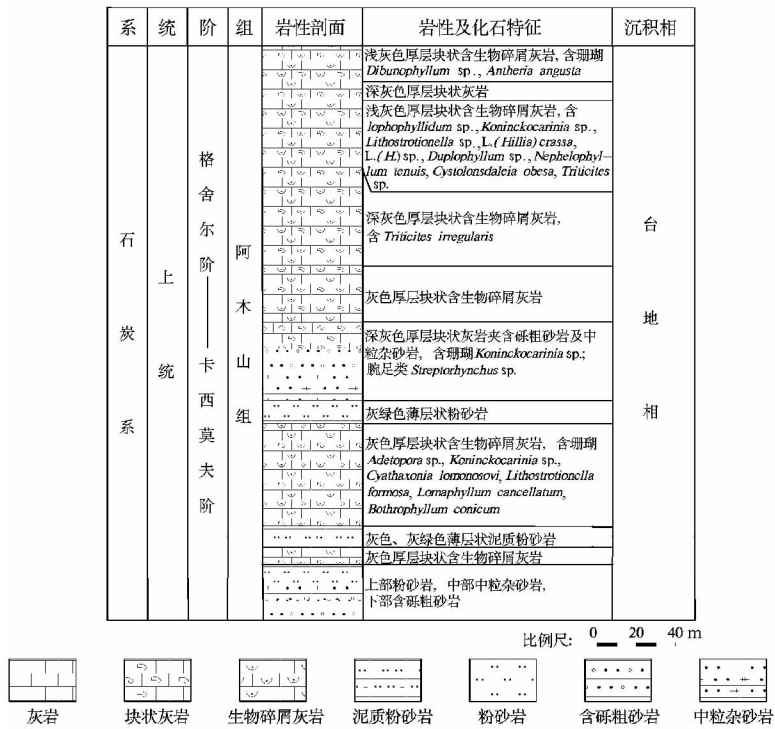 系 统 阶 组 岩性剖面 岩性及化石特征 沉积相
石炭系
上统
格舍尔阶——卡西莫夫阶
阿木山组
浅灰色厚层块状含生物碎屑灰岩, 含珊瑚
Dibunophyllum sp., Antheria angusta
深灰色厚层块状灰岩
浅灰色厚层块状含生物碎屑灰岩, 含
lophophyllidum sp., Koninckocarinia sp.,
Lithostrotionella sp., L.(Hillia) crassa,
L.(H.) sp., Duplophyllum sp., Nephelophyl-
lum tenuis, Cystolonsdaleia obesa, Triticites
sp.
深灰色厚层块状含生物碎屑灰岩,
含 Triticites irregularis
灰色厚层块状含生物碎屑灰岩
深灰色厚层块状灰岩夹含砾粗砂岩及中
粒杂砂岩, 含珊瑚 Koninckocarinia sp.;
腕足类 Streptorhynchus sp.
灰绿色薄层状粉砂岩
灰色厚层块状含生物碎屑灰岩, 含珊瑚
Adetopora sp., Koninckocarinia sp.,
Cyathaxonia lomonosovi, Lithostrotionella
formosa, Lomaphyllum cancellatum,
Bothrophyllum conicum
灰色、灰绿色薄层状泥质粉砂岩
灰色厚层块状含生物碎屑灰岩
上部粉砂岩, 中部中粒杂砂岩,
下部含砾粗砂岩
台地相
比例尺: 0 20 40 m
灰岩 块状灰岩 生物碎屑灰岩 泥质粉砂岩 粉砂岩 含砾粗砂岩 中粒杂砂岩